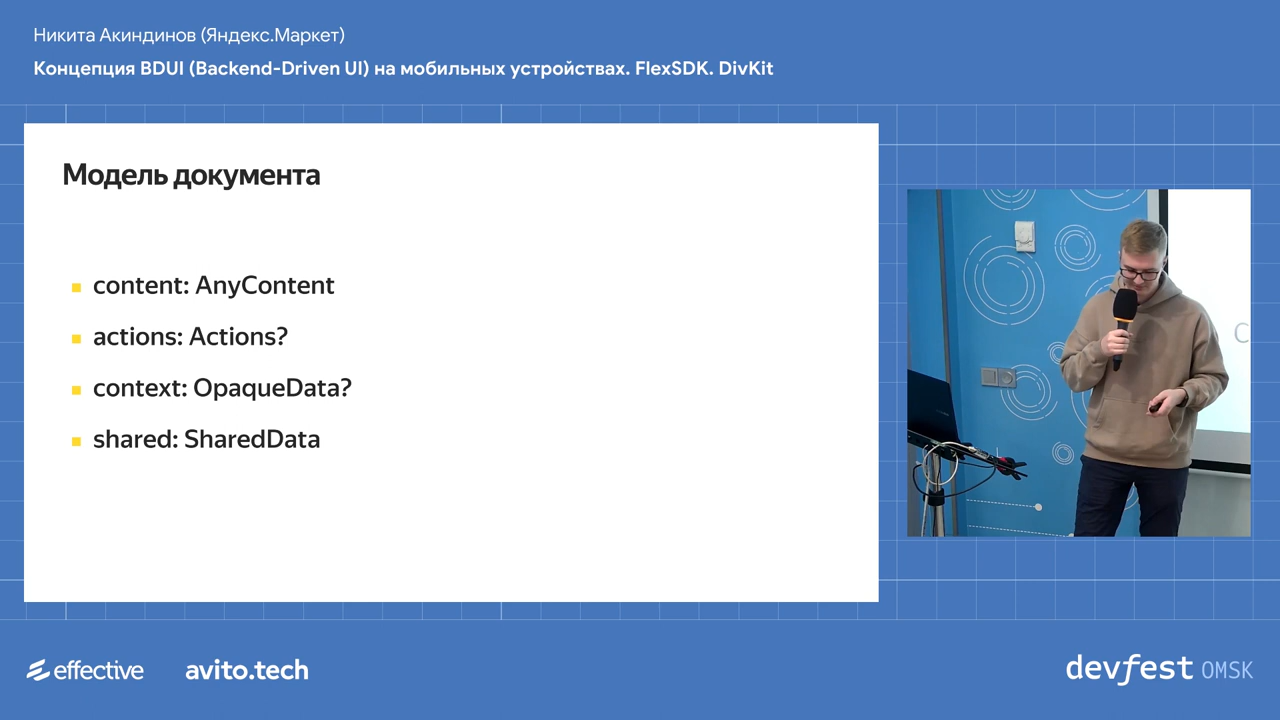 Никита Акиндинов (Яндекс.Маркет)
Концепция BDUI (Backend-Driven UI) на мобильных устройствах. FlexSDK. DivKit
Модель документа
content: AnyContent
actions: Actions?
context: OpaqueData?
shared: SharedData
effective
avito.tech
devfest OMSK